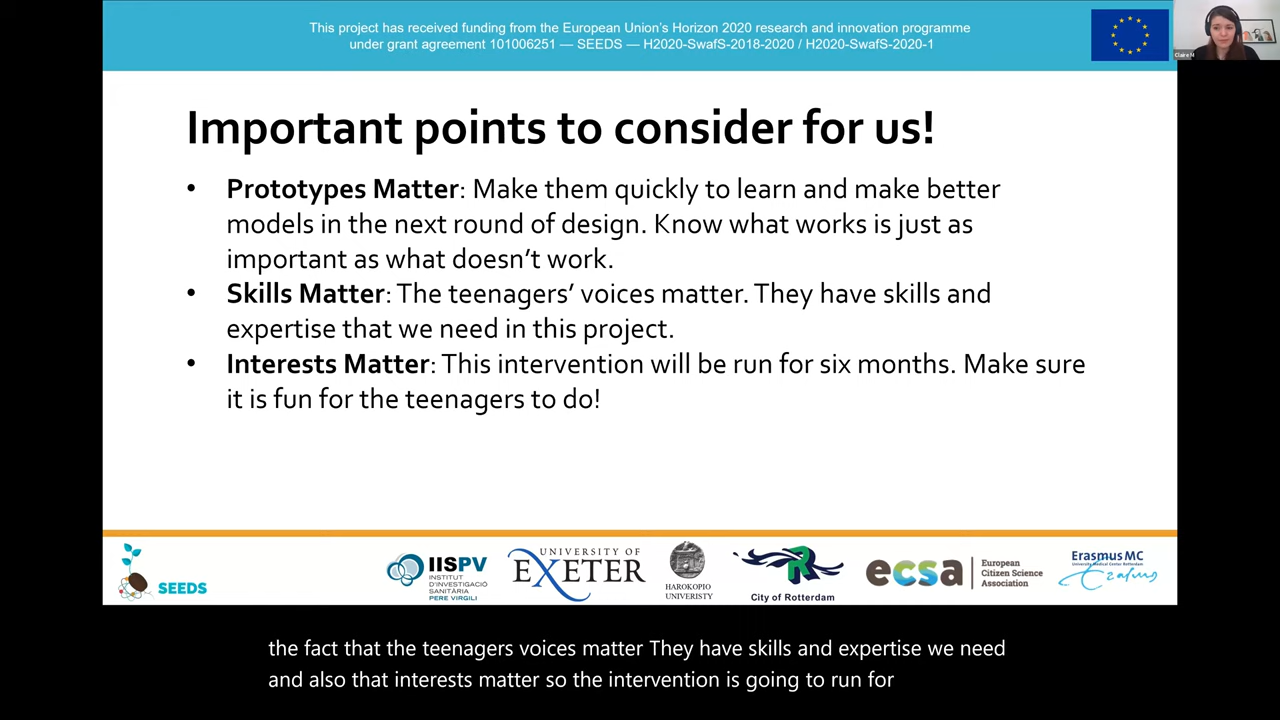 This project has received funding from the European Union's Horizon 2020 research and innovation programme
under grant agreement 101006251 — SEEDS — H2020-SwafS-2018-2020 / H2020-SwafS-2020-1
Claire M
Important points to consider for us!
• Prototypes Matter: Make them quickly to learn and make better
models in the next round of design. Know what works is just as
important as what doesn't work.
• Skills Matter: The teenagers' voices matter. They have skills and
expertise that we need in this project.
• Interests Matter: This intervention will be run for six months. Make sure
it is fun for the teenagers to do!
SEEDS
IISPV
INSTITUT
D'INVESTIGACIÓ
SANITÀRIA
PERE VIRGILI
UNIVERSITY OF
EXETER
HAROKOPIO
UNIVERISTY
R
City of Rotterdam
ecsa
European
Citizen Science
Association
Erasmus MC
University Medical Center Rotterdam
Erasmus
the fact that the teenagers voices matter They have skills and expertise we need
and also that interests matter so the intervention is going to run for